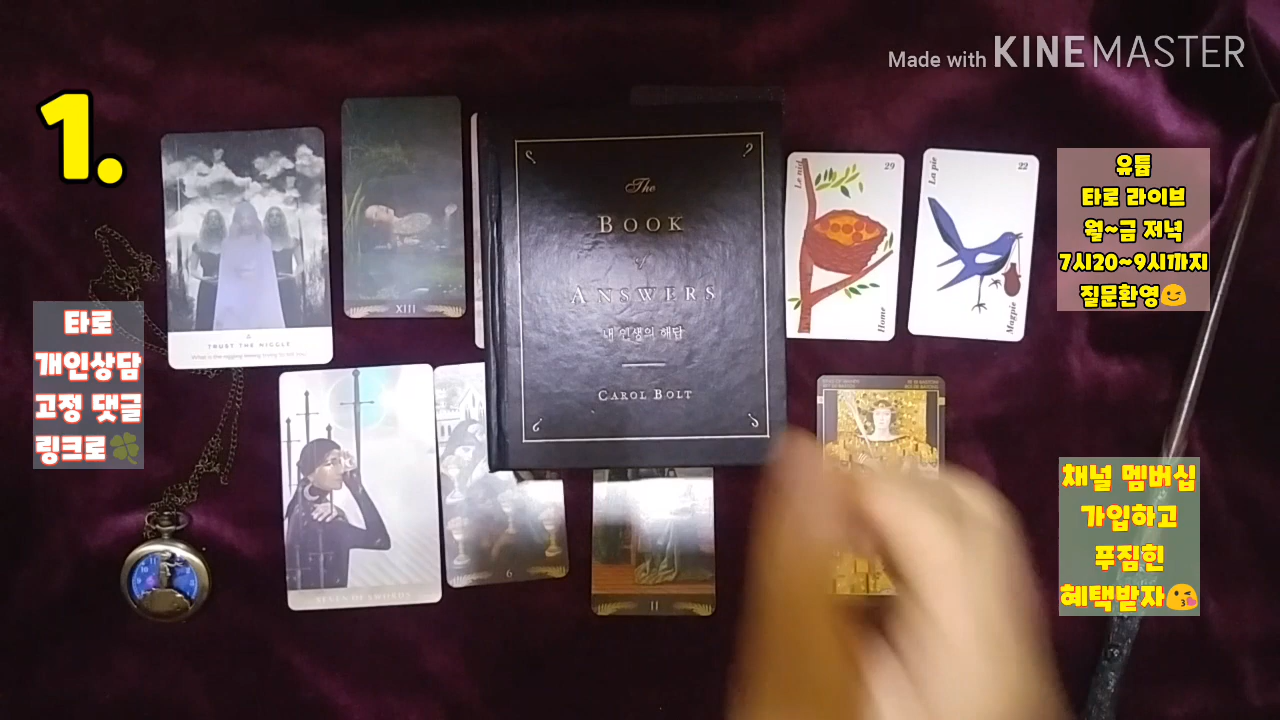 Made with KINEMASTER
1.
타로
개인상담
고정 댓글
링크로🍀
TRUST THE NIGGLE
XIII
The
BOOK
of
ANSWERS
내 인생의 해답
CAROL BOLT
Le nid
29
Home
La pie
22
Magpie
유튭
타로 라이브
월~금 저녁
7시20~9시까지
질문환영😉
SEVEN OF SWORDS
6
II
채널 멤버십
가입하고
푸짐힌
혜택받자😘